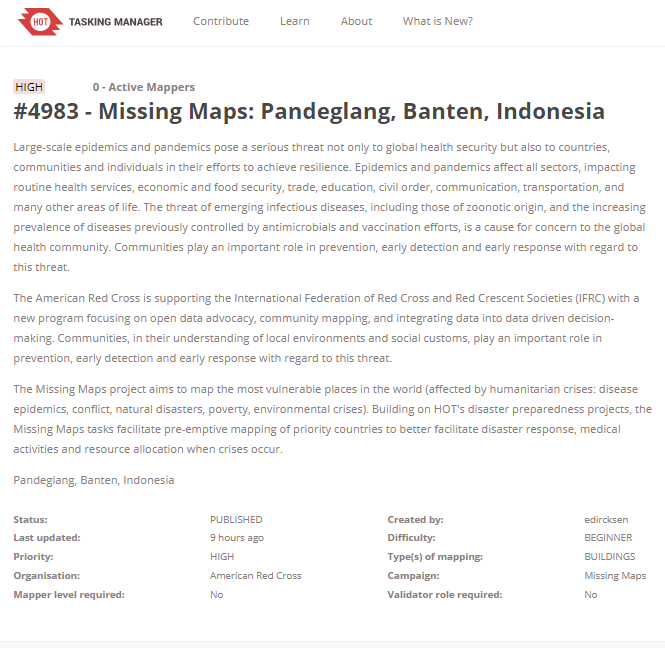 HOT TASKING MANAGER Contribute Learn About What is New?
HIGH 0 - Active Mappers
#4983 - Missing Maps: Pandeglang, Banten, Indonesia
Large-scale epidemics and pandemics pose a serious threat not only to global health security but also to countries,
communities and individuals in their efforts to achieve resilience. Epidemics and pandemics affect all sectors, impacting
routine health services, economic and food security, trade, education, civil order, communication, transportation, and
many other areas of life. The threat of emerging infectious diseases, including those of zoonotic origin, and the increasing
prevalence of diseases previously controlled by antimicrobials and vaccination efforts, is a cause for concern to the global
health community. Communities play an important role in prevention, early detection and early response with regard to
this threat.
The American Red Cross is supporting the International Federation of Red Cross and Red Crescent Societies (IFRC) with a
new program focusing on open data advocacy, community mapping, and integrating data into data driven decision-
making. Communities, in their understanding of local environments and social customs, play an important role in
prevention, early detection and early response with regard to this threat.
The Missing Maps project aims to map the most vulnerable places in the world (affected by humanitarian crises: disease
epidemics, conflict, natural disasters, poverty, environmental crises). Building on HOT's disaster preparedness projects, the
Missing Maps tasks facilitate pre-emptive mapping of priority countries to better facilitate disaster response, medical
activities and resource allocation when crises occur.
Pandeglang, Banten, Indonesia
Status: PUBLISHED Created by: edircksen
Last updated: 9 hours ago Difficulty: BEGINNER
Priority: HIGH Type(s) of mapping: BUILDINGS
Organisation: American Red Cross Campaign: Missing Maps
Mapper level required: No Validator role required: No